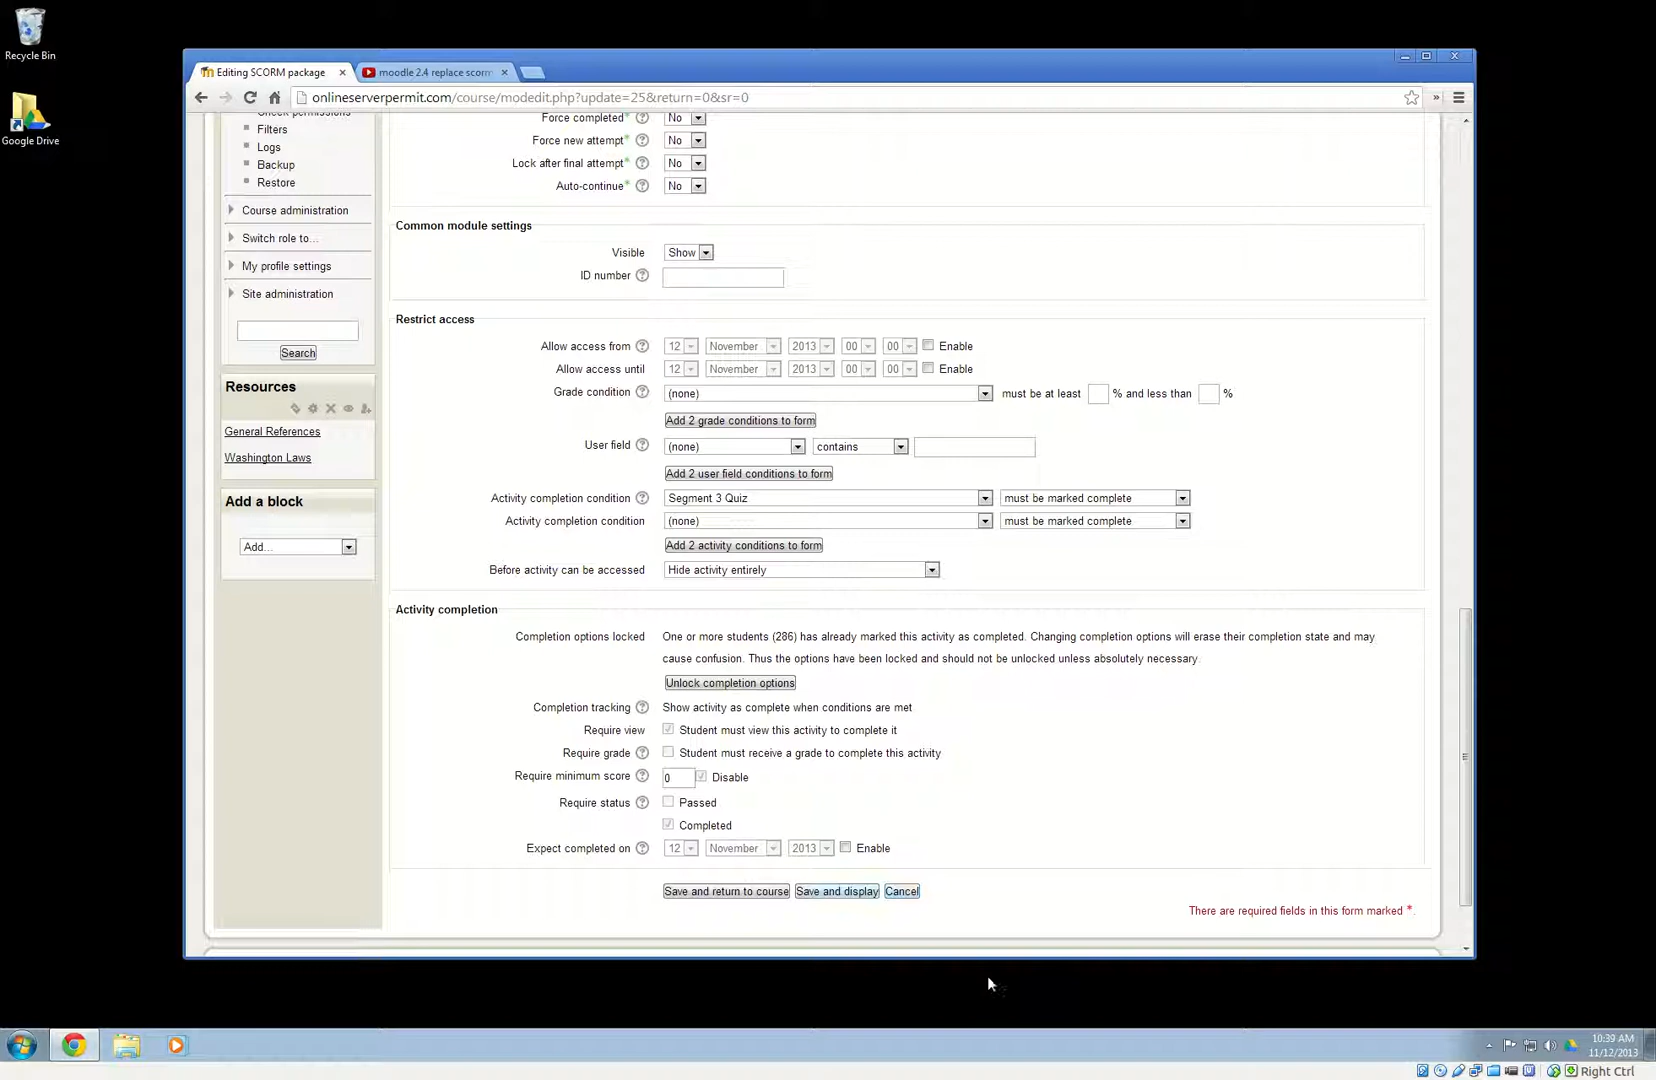 Recycle Bin
Google Drive
Editing SCORM package
moodle 2.4 replace scorm
onlineserverpermit.com/course/modedit.php?update=25&return=0&sr=0
Check permissions
Filters
Logs
Backup
Restore
Course administration
Switch role to...
My profile settings
Site administration
Search
Resources
General References
Washington Laws
Add a block
Add...
Force completed* No
Force new attempt* No
Lock after final attempt* No
Auto-continue* No
Common module settings
Visible Show
ID number
Restrict access
Allow access from 12 November 2013 00 00 Enable
Allow access until 12 November 2013 00 00 Enable
Grade condition (none) must be at least % and less than %
Add 2 grade conditions to form
User field (none) contains
Add 2 user field conditions to form
Activity completion condition Segment 3 Quiz must be marked complete
Activity completion condition (none) must be marked complete
Add 2 activity conditions to form
Before activity can be accessed Hide activity entirely
Activity completion
Completion options locked One or more students (286) has already marked this activity as completed. Changing completion options will erase their completion state and may
cause confusion. Thus the options have been locked and should not be unlocked unless absolutely necessary.
Unlock completion options
Completion tracking Show activity as complete when conditions are met
Require view Student must view this activity to complete it
Require grade Student must receive a grade to complete this activity
Require minimum score 0 Disable
Require status Passed
Completed
Expect completed on 12 November 2013 Enable
Save and return to course Save and display Cancel
There are required fields in this form marked *.
10:39 AM
11/12/2013
Right Ctrl